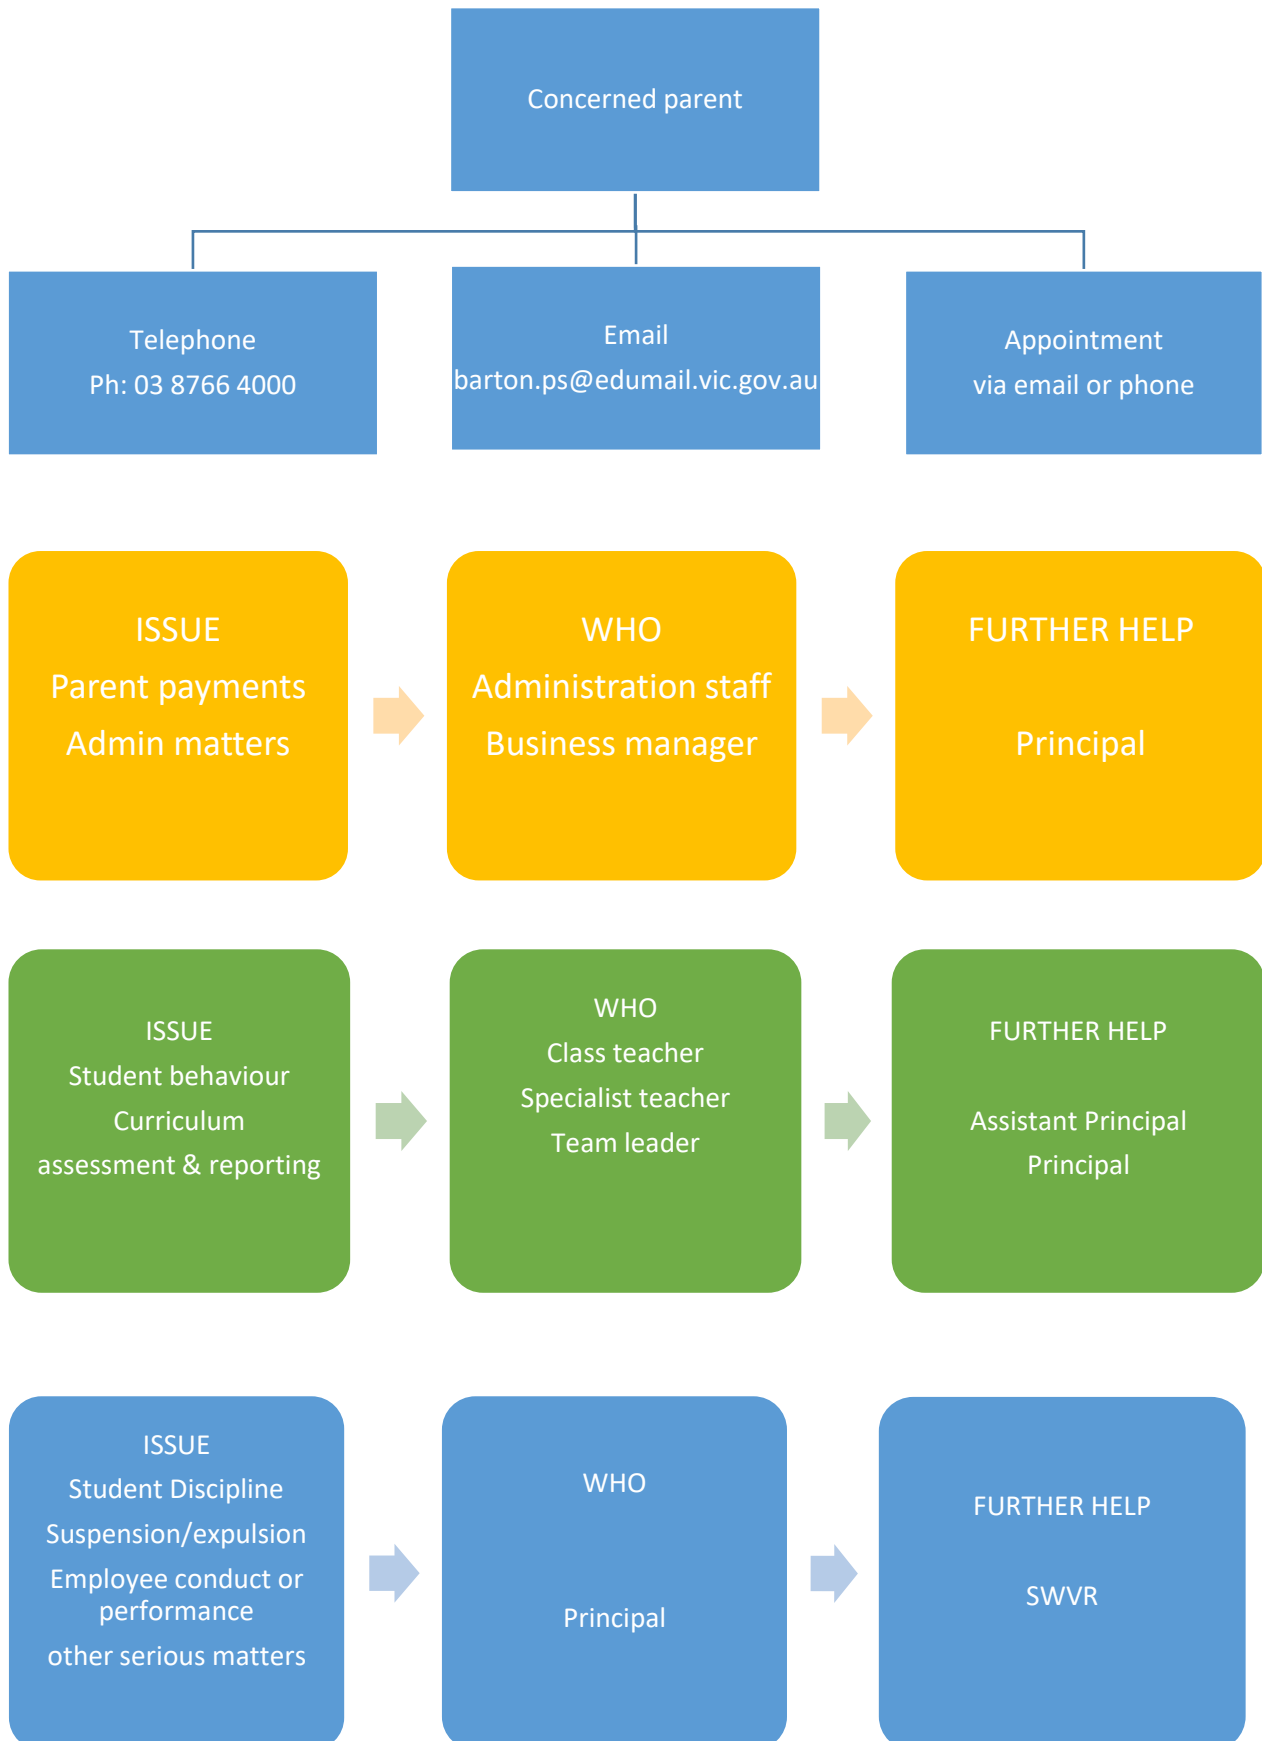 Concerned parent
Telephone
Ph: 03 8766 4000
Email
barton.ps@edumail.vic.gov.au
Appointment
via email or phone
ISSUE
Parent payments
Admin matters
WHO
Administration staff
Business manager
FURTHER HELP
Principal
ISSUE
Student behaviour
Curriculum
assessment & reporting
WHO
Class teacher
Specialist teacher
Team leader
FURTHER HELP
Assistant Principal
Principal
ISSUE
Student Discipline
Suspension/expulsion
Employee conduct or
performance
other serious matters
WHO
Principal
FURTHER HELP
SWVR